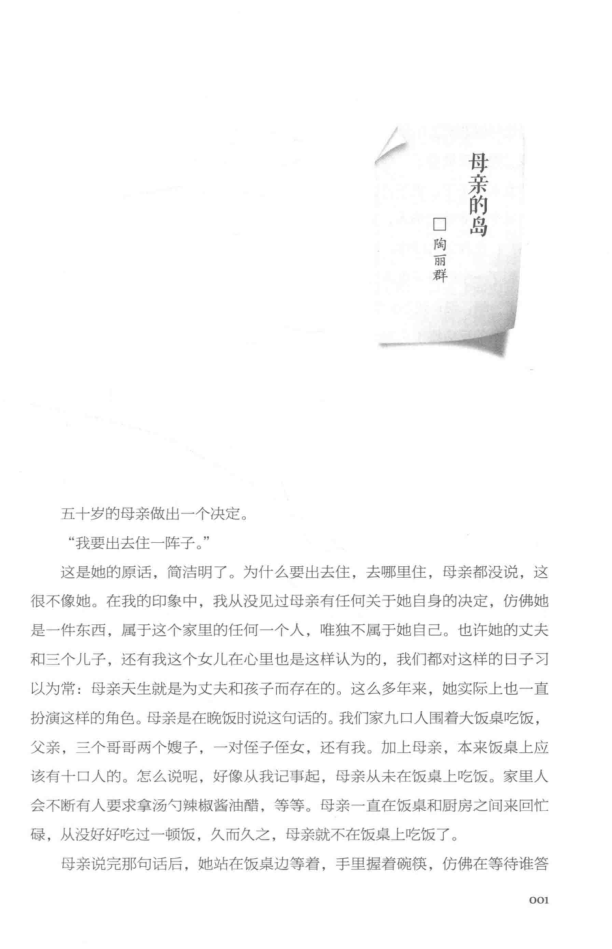 母亲的岛
□ 陶丽群
五十岁的母亲做出一个决定。
“我要出去住一阵子。”
这是她的原话，简洁明了。为什么要出去住，去哪里住，母亲都没说，这
很不像她。在我的印象中，我从没见过母亲有任何关于她自身的决定，仿佛她
是一件东西，属于这个家里的任何一个人，唯独不属于她自己。也许她的丈夫
和三个儿子，还有我这个女儿在心里也是这样认为的，我们都对这样的日子习
以为常：母亲天生就是为丈夫和孩子而存在的。这么多年来，她实际上也一直
扮演这样的角色。母亲是在晚饭时说这句话的。我们家九口人围着大饭桌吃饭，
父亲，三个哥哥两个嫂子，一对侄子侄女，还有我。加上母亲，本来饭桌上应
该有十口人的。怎么说呢，好像从我记事起，母亲从未在饭桌上吃饭。家里人
会不断有人要求拿汤勺辣椒酱油醋，等等。母亲一直在饭桌和厨房之间来回忙
碌，从没好好吃过一顿饭，久而久之，母亲就不在饭桌上吃饭了。
母亲说完那句话后，她站在饭桌边等着，手里握着碗筷，仿佛在等待谁答
001